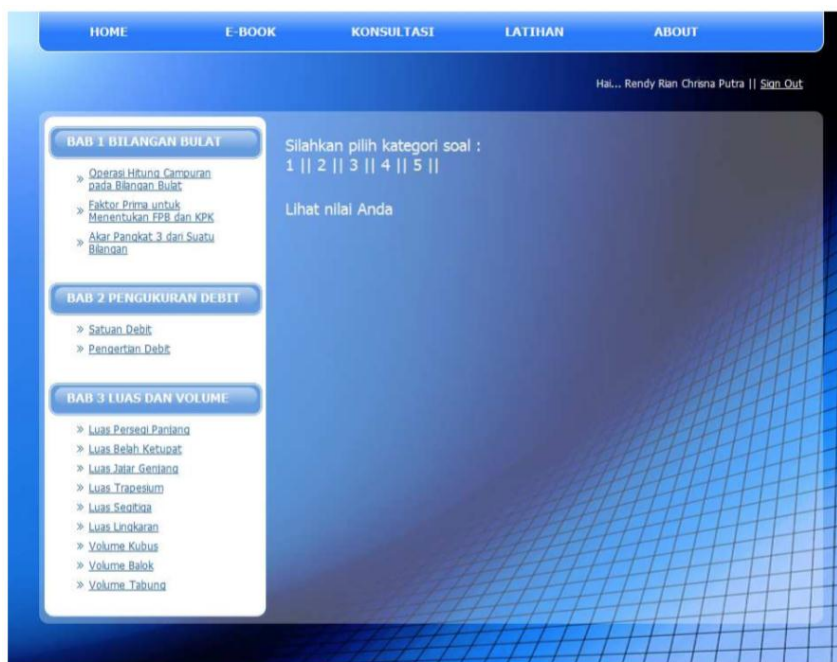 HOME E-BOOK KONSULTASI LATIHAN ABOUT
Hai... Rendy Rian Chrisna Putra || Sign Out
BAB 1 BILANGAN BULAT
» Operasi Hitung Campuran
pada Bilangan Bulat
» Faktor Prima untuk
Menentukan FPB dan KPK
» Akar Pangkat 3 dari Suatu
Bilangan
BAB 2 PENGUKURAN DEBIT
» Satuan Debit
» Pengertian Debit
BAB 3 LUAS DAN VOLUME
» Luas Persegi Panjang
» Luas Belah Ketupat
» Luas Jajar Genjang
» Luas Trapesium
» Luas Segitiga
» Luas Lingkaran
» Volume Kubus
» Volume Balok
» Volume Tabung
Silahkan pilih kategori soal :
1 || 2 || 3 || 4 || 5 ||
Lihat nilai Anda